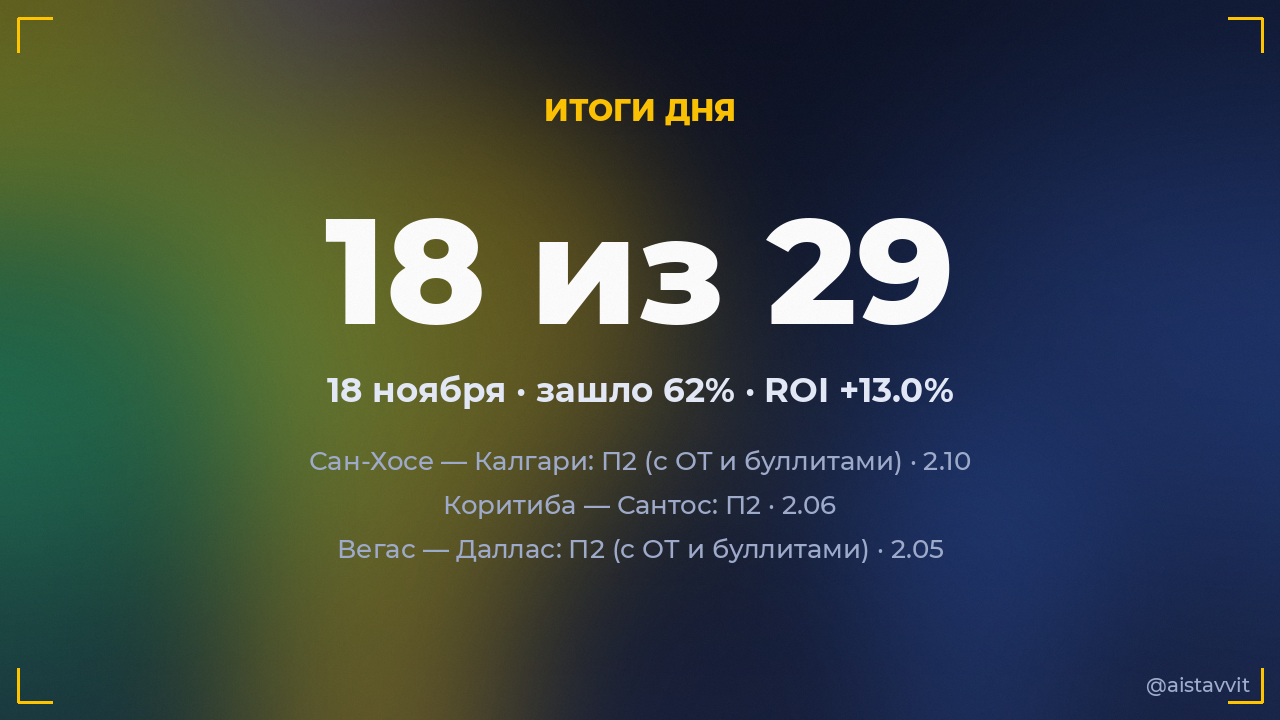 ИТОГИ ДНЯ
18 из 29
18 ноября · зашло 62% · ROI +13.0%
Сан-Хосе — Калгари: П2 (с ОТ и буллитами) · 2.10
Коритиба — Сантос: П2 · 2.06
Вегас — Даллас: П2 (с ОТ и буллитами) · 2.05
@aistavvit